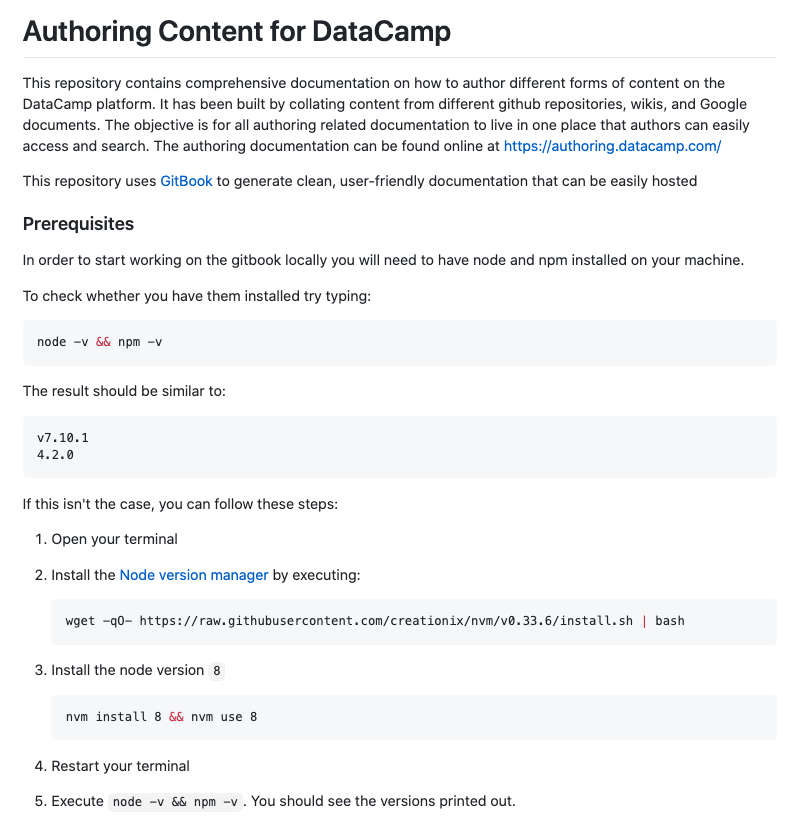 Authoring Content for DataCamp
This repository contains comprehensive documentation on how to author different forms of content on the
DataCamp platform. It has been built by collating content from different github repositories, wikis, and Google
documents. The objective is for all authoring related documentation to live in one place that authors can easily
access and search. The authoring documentation can be found online at https://authoring.datacamp.com/
This repository uses GitBook to generate clean, user-friendly documentation that can be easily hosted
Prerequisites
In order to start working on the gitbook locally you will need to have node and npm installed on your machine.
To check whether you have them installed try typing:
node -v && npm -v
The result should be similar to:
v7.10.1
4.2.0
If this isn't the case, you can follow these steps:
1. Open your terminal
2. Install the Node version manager by executing:
wget -qO- https://raw.githubusercontent.com/creationix/nvm/v0.33.6/install.sh | bash
3. Install the node version 8
nvm install 8 && nvm use 8
4. Restart your terminal
5. Execute node -v && npm -v. You should see the versions printed out.